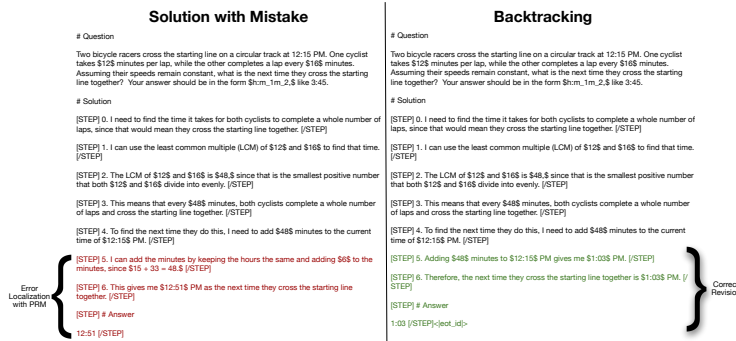 Solution with Mistake
# Question
Two bicycle racers cross the starting line on a circular track at 12:15 PM. One cyclist
takes $12$ minutes per lap, while the other completes a lap every $16$ minutes.
Assuming their speeds remain constant, what is the next time they cross the starting
line together?  Your answer should be in the form $h:m_1m_2,$ like 3:45.
# Solution
[STEP] 0. I need to find the time it takes for both cyclists to complete a whole number of
laps, since that would mean they cross the starting line together. [/STEP]
[STEP] 1. I can use the least common multiple (LCM) of $12$ and $16$ to find that time.
[/STEP]
[STEP] 2. The LCM of $12$ and $16$ is $48,$ since that is the smallest positive number
that both $12$ and $16$ divide into evenly. [/STEP]
[STEP] 3. This means that every $48$ minutes, both cyclists complete a whole number
of laps and cross the starting line together. [/STEP]
[STEP] 4. To find the next time they do this, I need to add $48$ minutes to the current
time of $12:15$ PM. [/STEP]
[STEP] 5. I can add the minutes by keeping the hours the same and adding $6$ to the
minutes, since $15 + 33 = 48.$ [/STEP]
[STEP] 6. This gives me $12:51$ PM as the next time they cross the starting line
together. [/STEP]
[STEP] # Answer
12:51 [/STEP]
Error
Localization
with PRM
Backtracking
# Question
Two bicycle racers cross the starting line on a circular track at 12:15 PM. One cyclist
takes $12$ minutes per lap, while the other completes a lap every $16$ minutes.
Assuming their speeds remain constant, what is the next time they cross the starting
line together?  Your answer should be in the form $h:m_1m_2,$ like 3:45.
# Solution
[STEP] 0. I need to find the time it takes for both cyclists to complete a whole number of
laps, since that would mean they cross the starting line together. [/STEP]
[STEP] 1. I can use the least common multiple (LCM) of $12$ and $16$ to find that time.
[/STEP]
[STEP] 2. The LCM of $12$ and $16$ is $48,$ since that is the smallest positive number
that both $12$ and $16$ divide into evenly. [/STEP]
[STEP] 3. This means that every $48$ minutes, both cyclists complete a whole number
of laps and cross the starting line together. [/STEP]
[STEP] 4. To find the next time they do this, I need to add $48$ minutes to the current
time of $12:15$ PM. [/STEP]
[STEP] 5. Adding $48$ minutes to $12:15$ PM gives me $1:03$ PM. [/STEP]
[STEP] 6. Therefore, the next time they cross the starting line together is $1:03$ PM. [/
STEP]
[STEP] # Answer
1:03 [/STEP]<|eot_id|>
Correc
Revisio